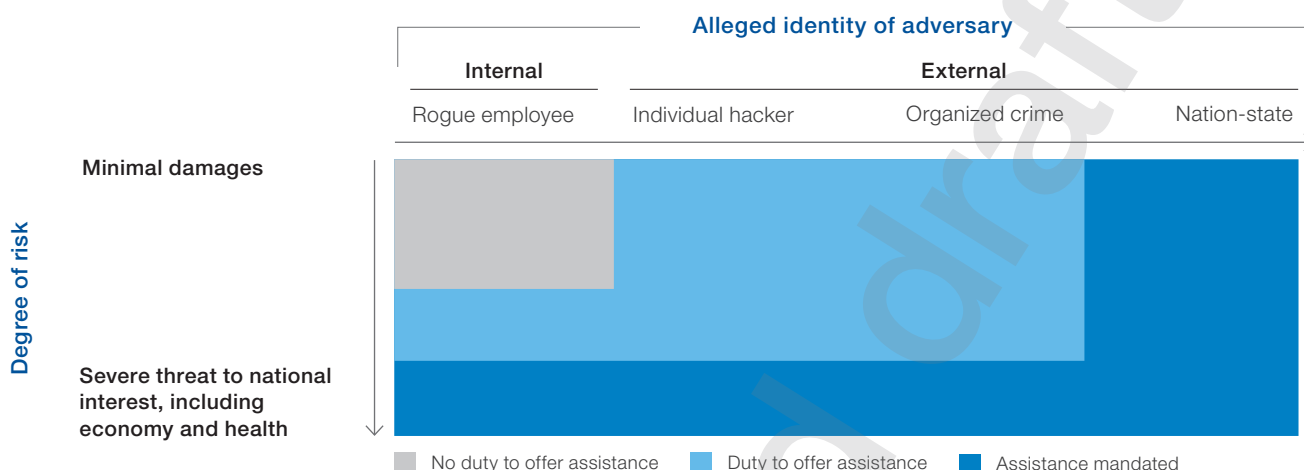 Alleged identity of adversary
Internal
External
Rogue employee
Individual hacker
Organized crime
Nation-state
Minimal damages
Degree of risk
Severe threat to national
interest, including
economy and health
No duty to offer assistance
Duty to offer assistance
Assistance mandated
d draft